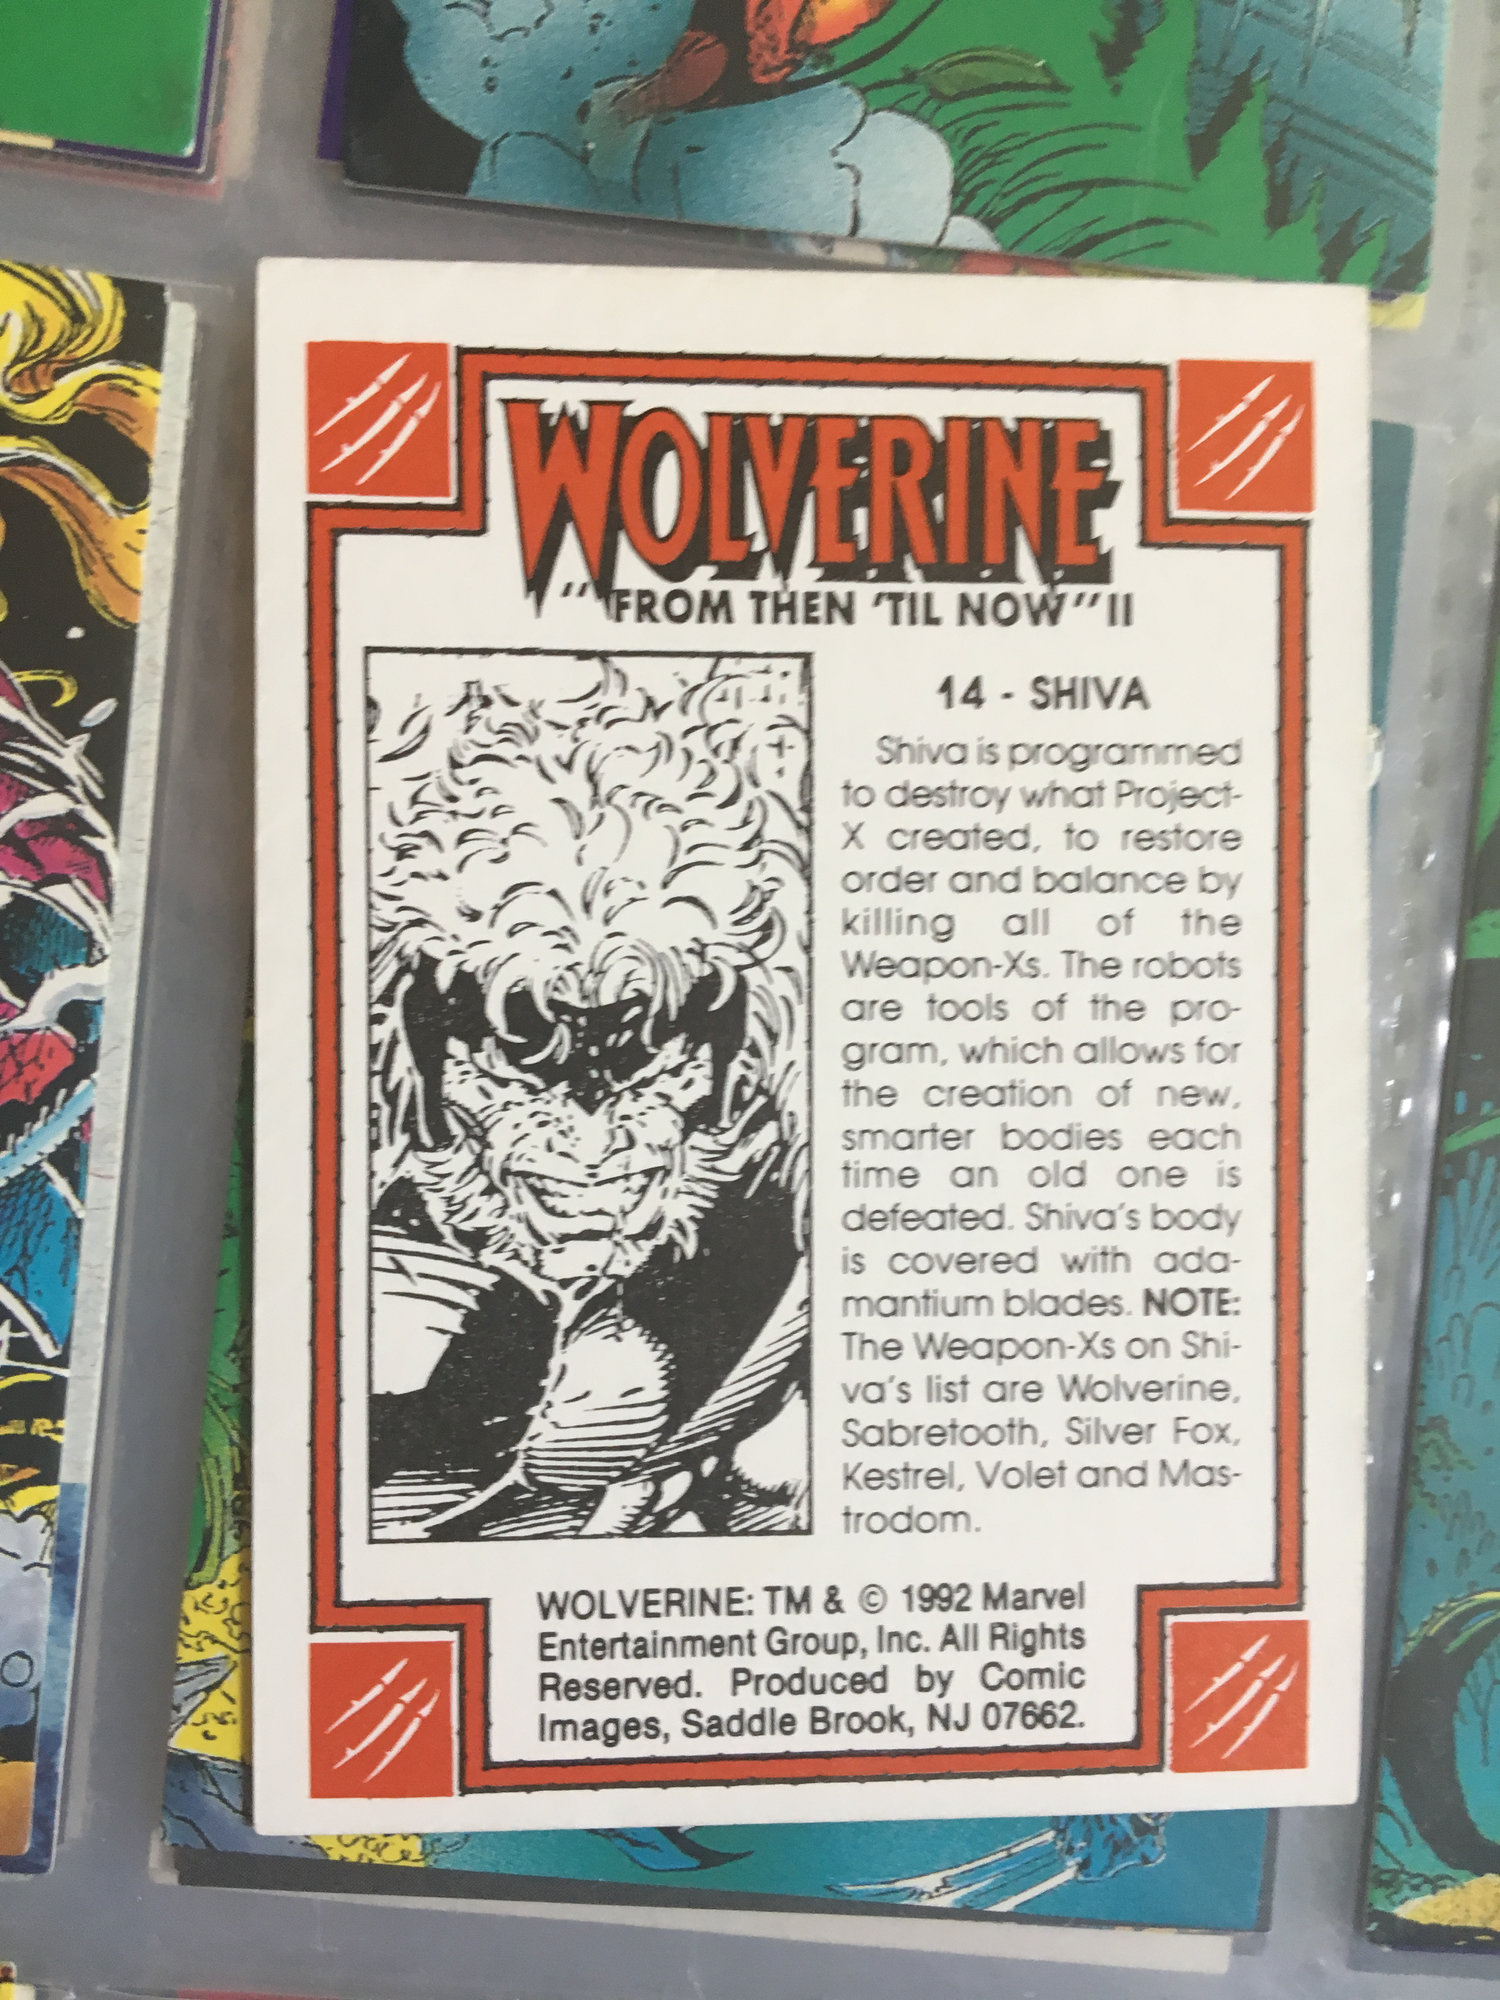 WOLVERINE
"FROM THEN 'TIL NOW" II
14 - SHIVA
Shiva is programmed
to destroy what Project-
X created, to restore
order and balance by
killing all of the
Weapon-Xs. The robots
are tools of the pro-
gram, which allows for
the creation of new,
smarter bodies each
time an old one is
defeated. Shiva's body
is covered with ada-
mantium blades. NOTE:
The Weapon-Xs on Shi-
va's list are Wolverine,
Sabretooth, Silver Fox,
Kestrel, Volet and Mas-
trodom.
WOLVERINE: TM & © 1992 Marvel
Entertainment Group, Inc. All Rights
Reserved. Produced by Comic
Images, Saddle Brook, NJ 07662.